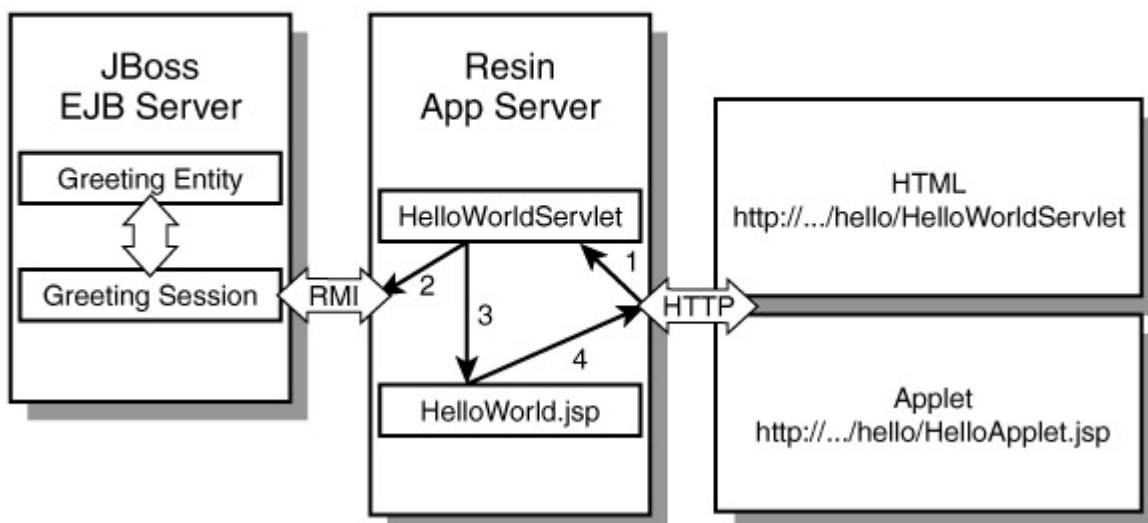 JBoss
EJB Server
Greeting Entity
Greeting Session
RMI
Resin
App Server
HelloWorldServlet
1
2
3
4
HelloWorld.jsp
HTTP
HTML
http://.../hello/HelloWorldServlet
Applet
http://.../hello/HelloApplet.jsp